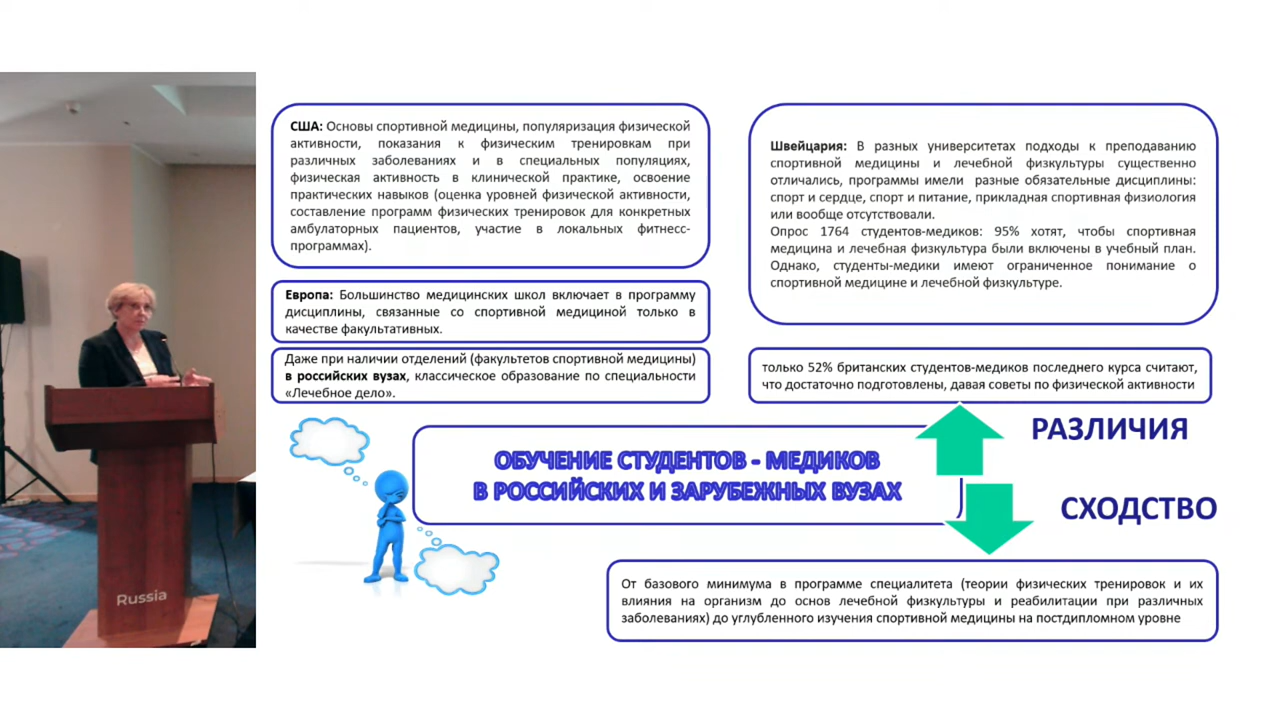 США: Основы спортивной медицины, популяризация физической
активности, показания к физическим тренировкам при
различных заболеваниях и в специальных популяциях,
физическая активность в клинической практике, освоение
практических навыков (оценка уровней физической активности,
составление программ физических тренировок для конкретных
амбулаторных пациентов, участие в локальных фитнесс-
программах).
Европа: Большинство медицинских школ включает в программу
дисциплины, связанные со спортивной медициной только в
качестве факультативных.
Даже при наличии отделений (факультетов спортивной медицины)
в российских вузах, классическое образование по специальности
«Лечебное дело».
Швейцария: В разных университетах подходы к преподаванию
спортивной медицины и лечебной физкультуры существенно
отличались, программы имели разные обязательные дисциплины:
спорт и сердце, спорт и питание, прикладная спортивная физиология
или вообще отсутствовали.
Опрос 1764 студентов-медиков: 95% хотят, чтобы спортивная
медицина и лечебная физкультура были включены в учебный план.
Однако, студенты-медики имеют ограниченное понимание о
спортивной медицине и лечебной физкультуре.
только 52% британских студентов-медиков последнего курса считают,
что достаточно подготовлены, давая советы по физической активности
РАЗЛИЧИЯ
ОБУЧЕНИЕ СТУДЕНТОВ - МЕДИКОВ
В РОССИЙСКИХ И ЗАРУБЕЖНЫХ ВУЗАХ
СХОДСТВО
От базового минимума в программе специалитета (теории физических тренировок и их
влияния на организм до основ лечебной физкультуры и реабилитации при различных
заболеваниях) до углубленного изучения спортивной медицины на постдипломном уровне
Russia